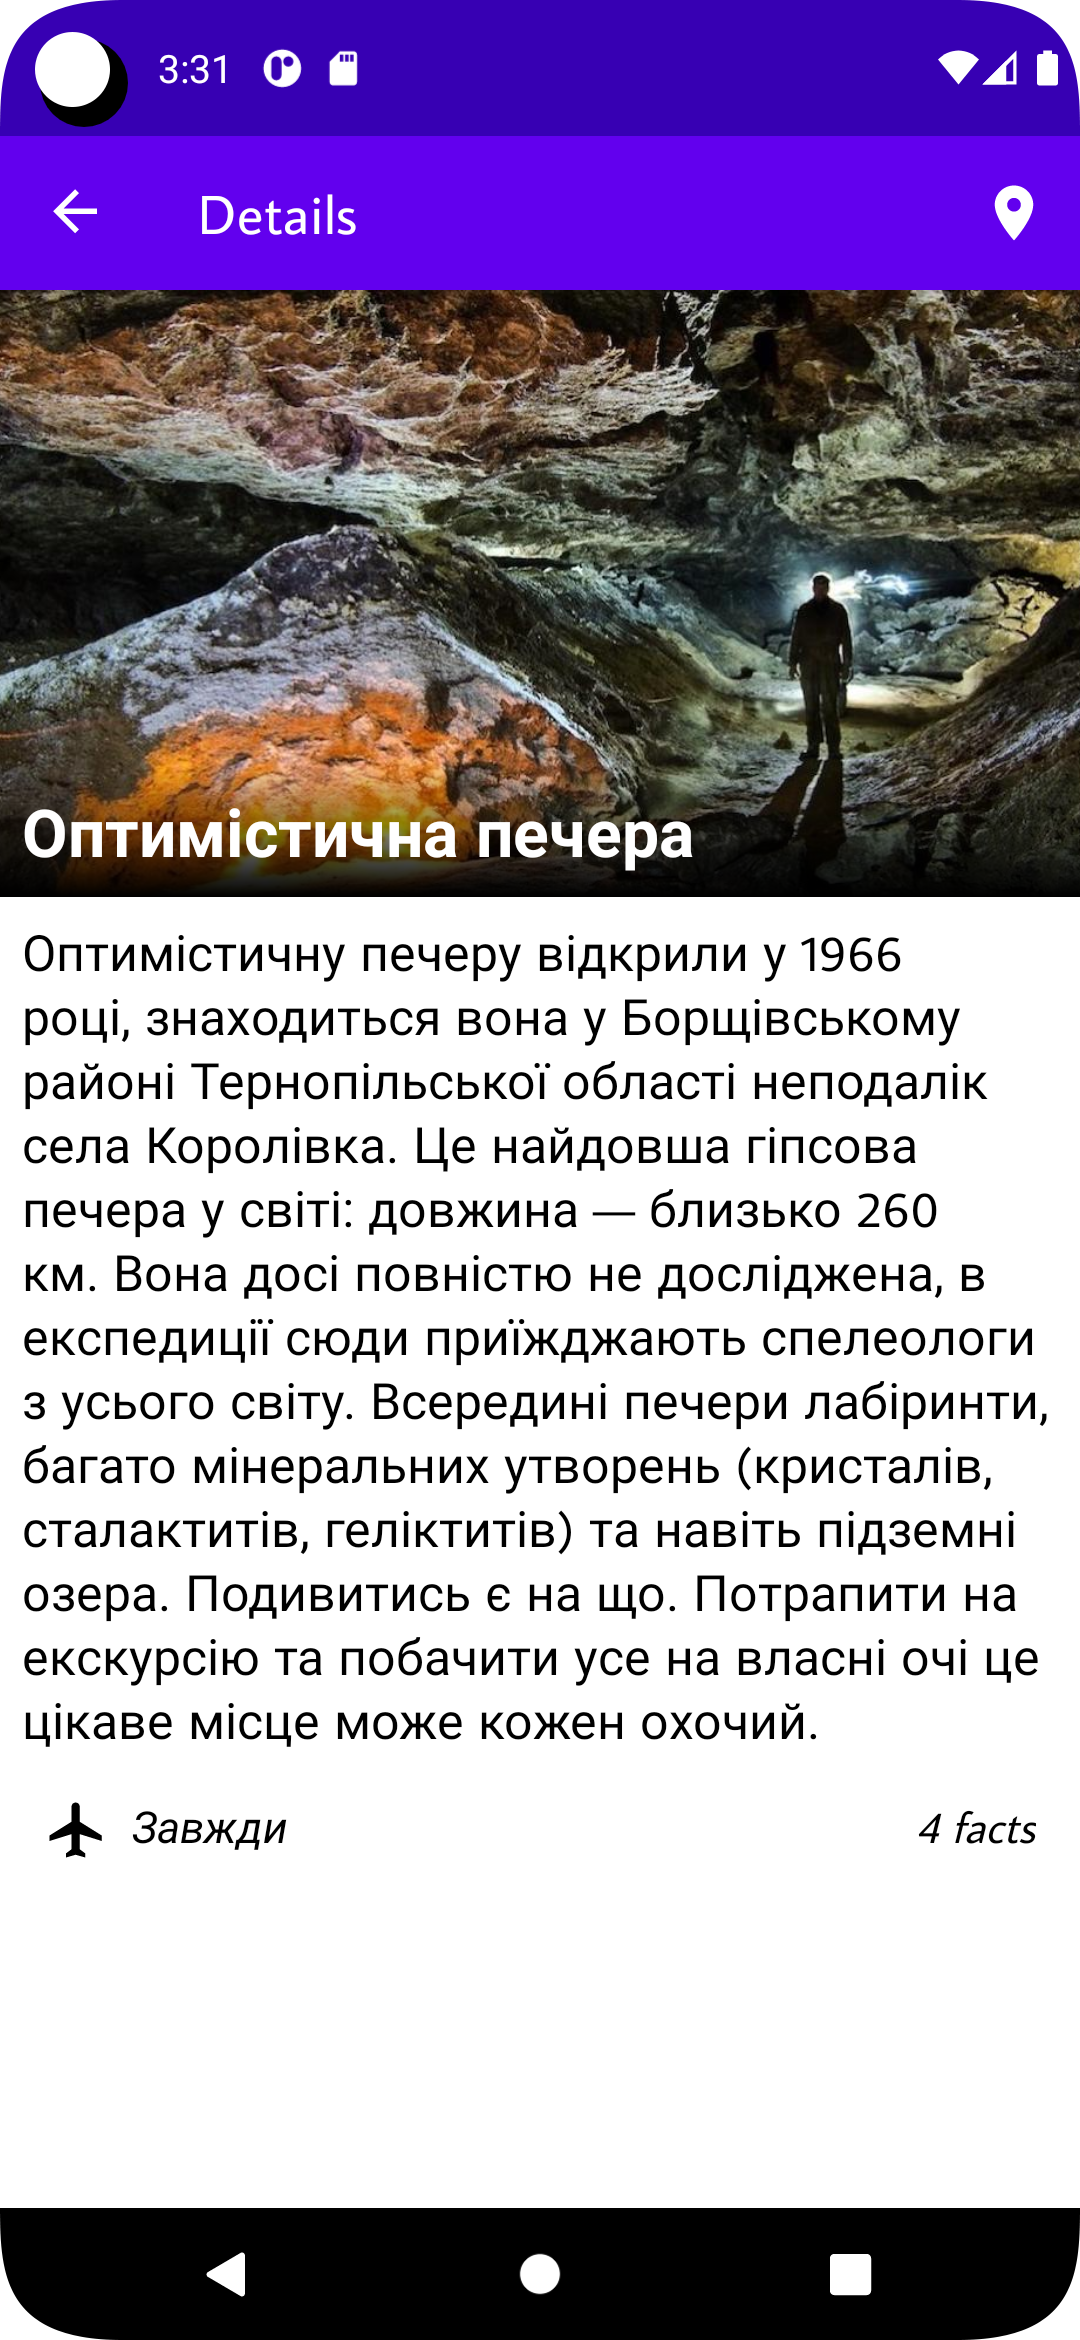 3:31
Details
Оптимістична печера
Оптимістичну печеру відкрили у 1966
році, знаходиться вона у Борщівському
районі Тернопільської області неподалік
села Королівка. Це найдовша гіпсова
печера у світі: довжина — близько 260
км. Вона досі повністю не досліджена, в
експедиції сюди приїжджають спелеологи
з усього світу. Всередині печери лабіринти,
багато мінеральних утворень (кристалів,
сталактитів, геліктитів) та навіть підземні
озера. Подивитись є на що. Потрапити на
екскурсію та побачити усе на власні очі це
цікаве місце може кожен охочий.
Завжди 4 facts